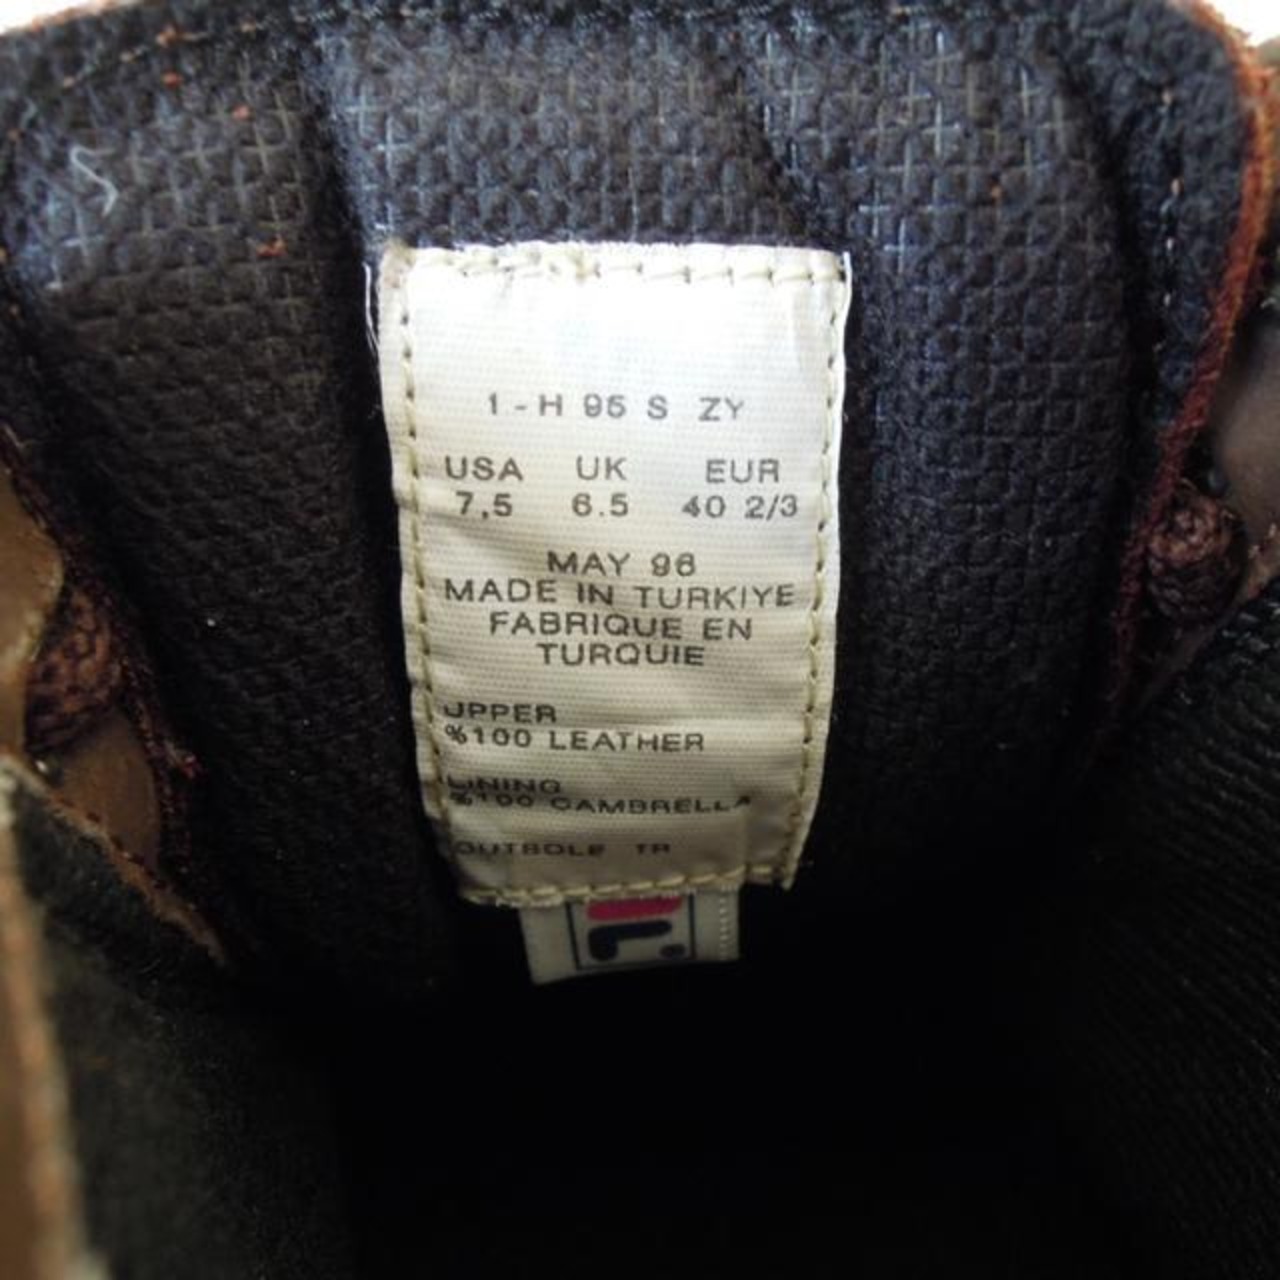 1 - H 95 S ZY
USA UK EUR
7,5 6.5 40 2/3
MAY 96
MADE IN TURKIYE
FABRIQUE EN
TURQUIE
UPPER
%100 LEATHER
LINING
%100 CAMBRELLA
OUTSOLE TR